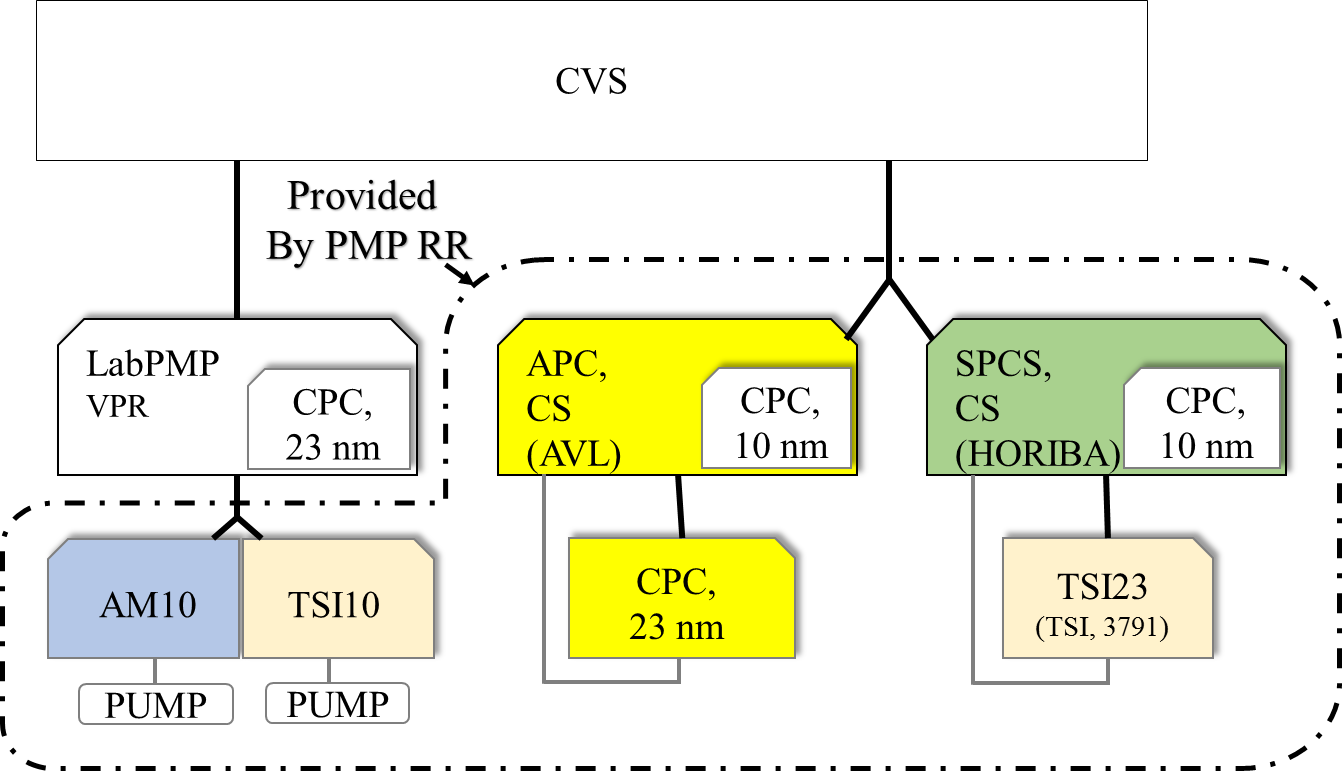 CVS
Provided
By PMP RR
LabPMP
VPR
CPC,
23 nm
APC,
CS
(AVL)
CPC,
10 nm
SPCS,
CS
(HORIBA)
CPC,
10 nm
AM10
TSI10
CPC,
23 nm
TSI23
(TSI, 3791)
PUMP
PUMP